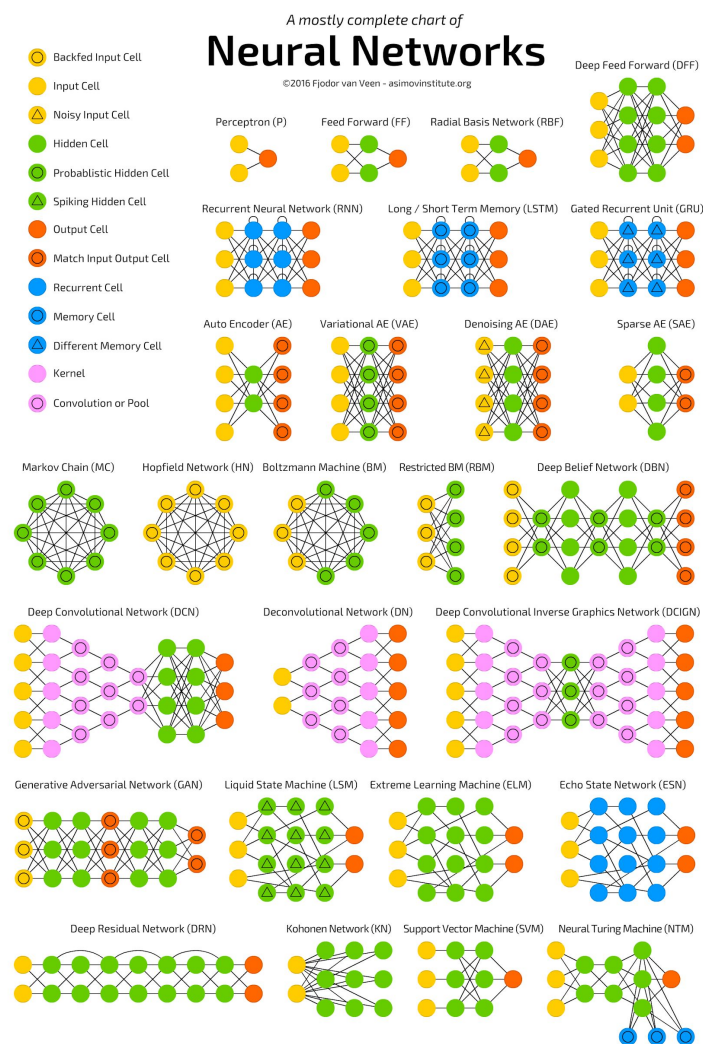 A mostly complete chart of
Neural Networks
©2016 Fjodor van Veen - asimovinstitute.org
Backfed Input Cell
Input Cell
Noisy Input Cell
Hidden Cell
Probablistic Hidden Cell
Spiking Hidden Cell
Output Cell
Match Input Output Cell
Recurrent Cell
Memory Cell
Different Memory Cell
Kernel
Convolution or Pool
Deep Feed Forward (DFF)
Perceptron (P)
Feed Forward (FF)
Radial Basis Network (RBF)
Recurrent Neural Network (RNN)
Long / Short Term Memory (LSTM)
Gated Recurrent Unit (GRU)
Auto Encoder (AE)
Variational AE (VAE)
Denoising AE (DAE)
Sparse AE (SAE)
Markov Chain (MC)
Hopfield Network (HN)
Boltzmann Machine (BM)
Restricted BM (RBM)
Deep Belief Network (DBN)
Deep Convolutional Network (DCN)
Deconvolutional Network (DN)
Deep Convolutional Inverse Graphics Network (DCIGN)
Generative Adversarial Network (GAN)
Liquid State Machine (LSM)
Extreme Learning Machine (ELM)
Echo State Network (ESN)
Deep Residual Network (DRN)
Kohonen Network (KN)
Support Vector Machine (SVM)
Neural Turing Machine (NTM)